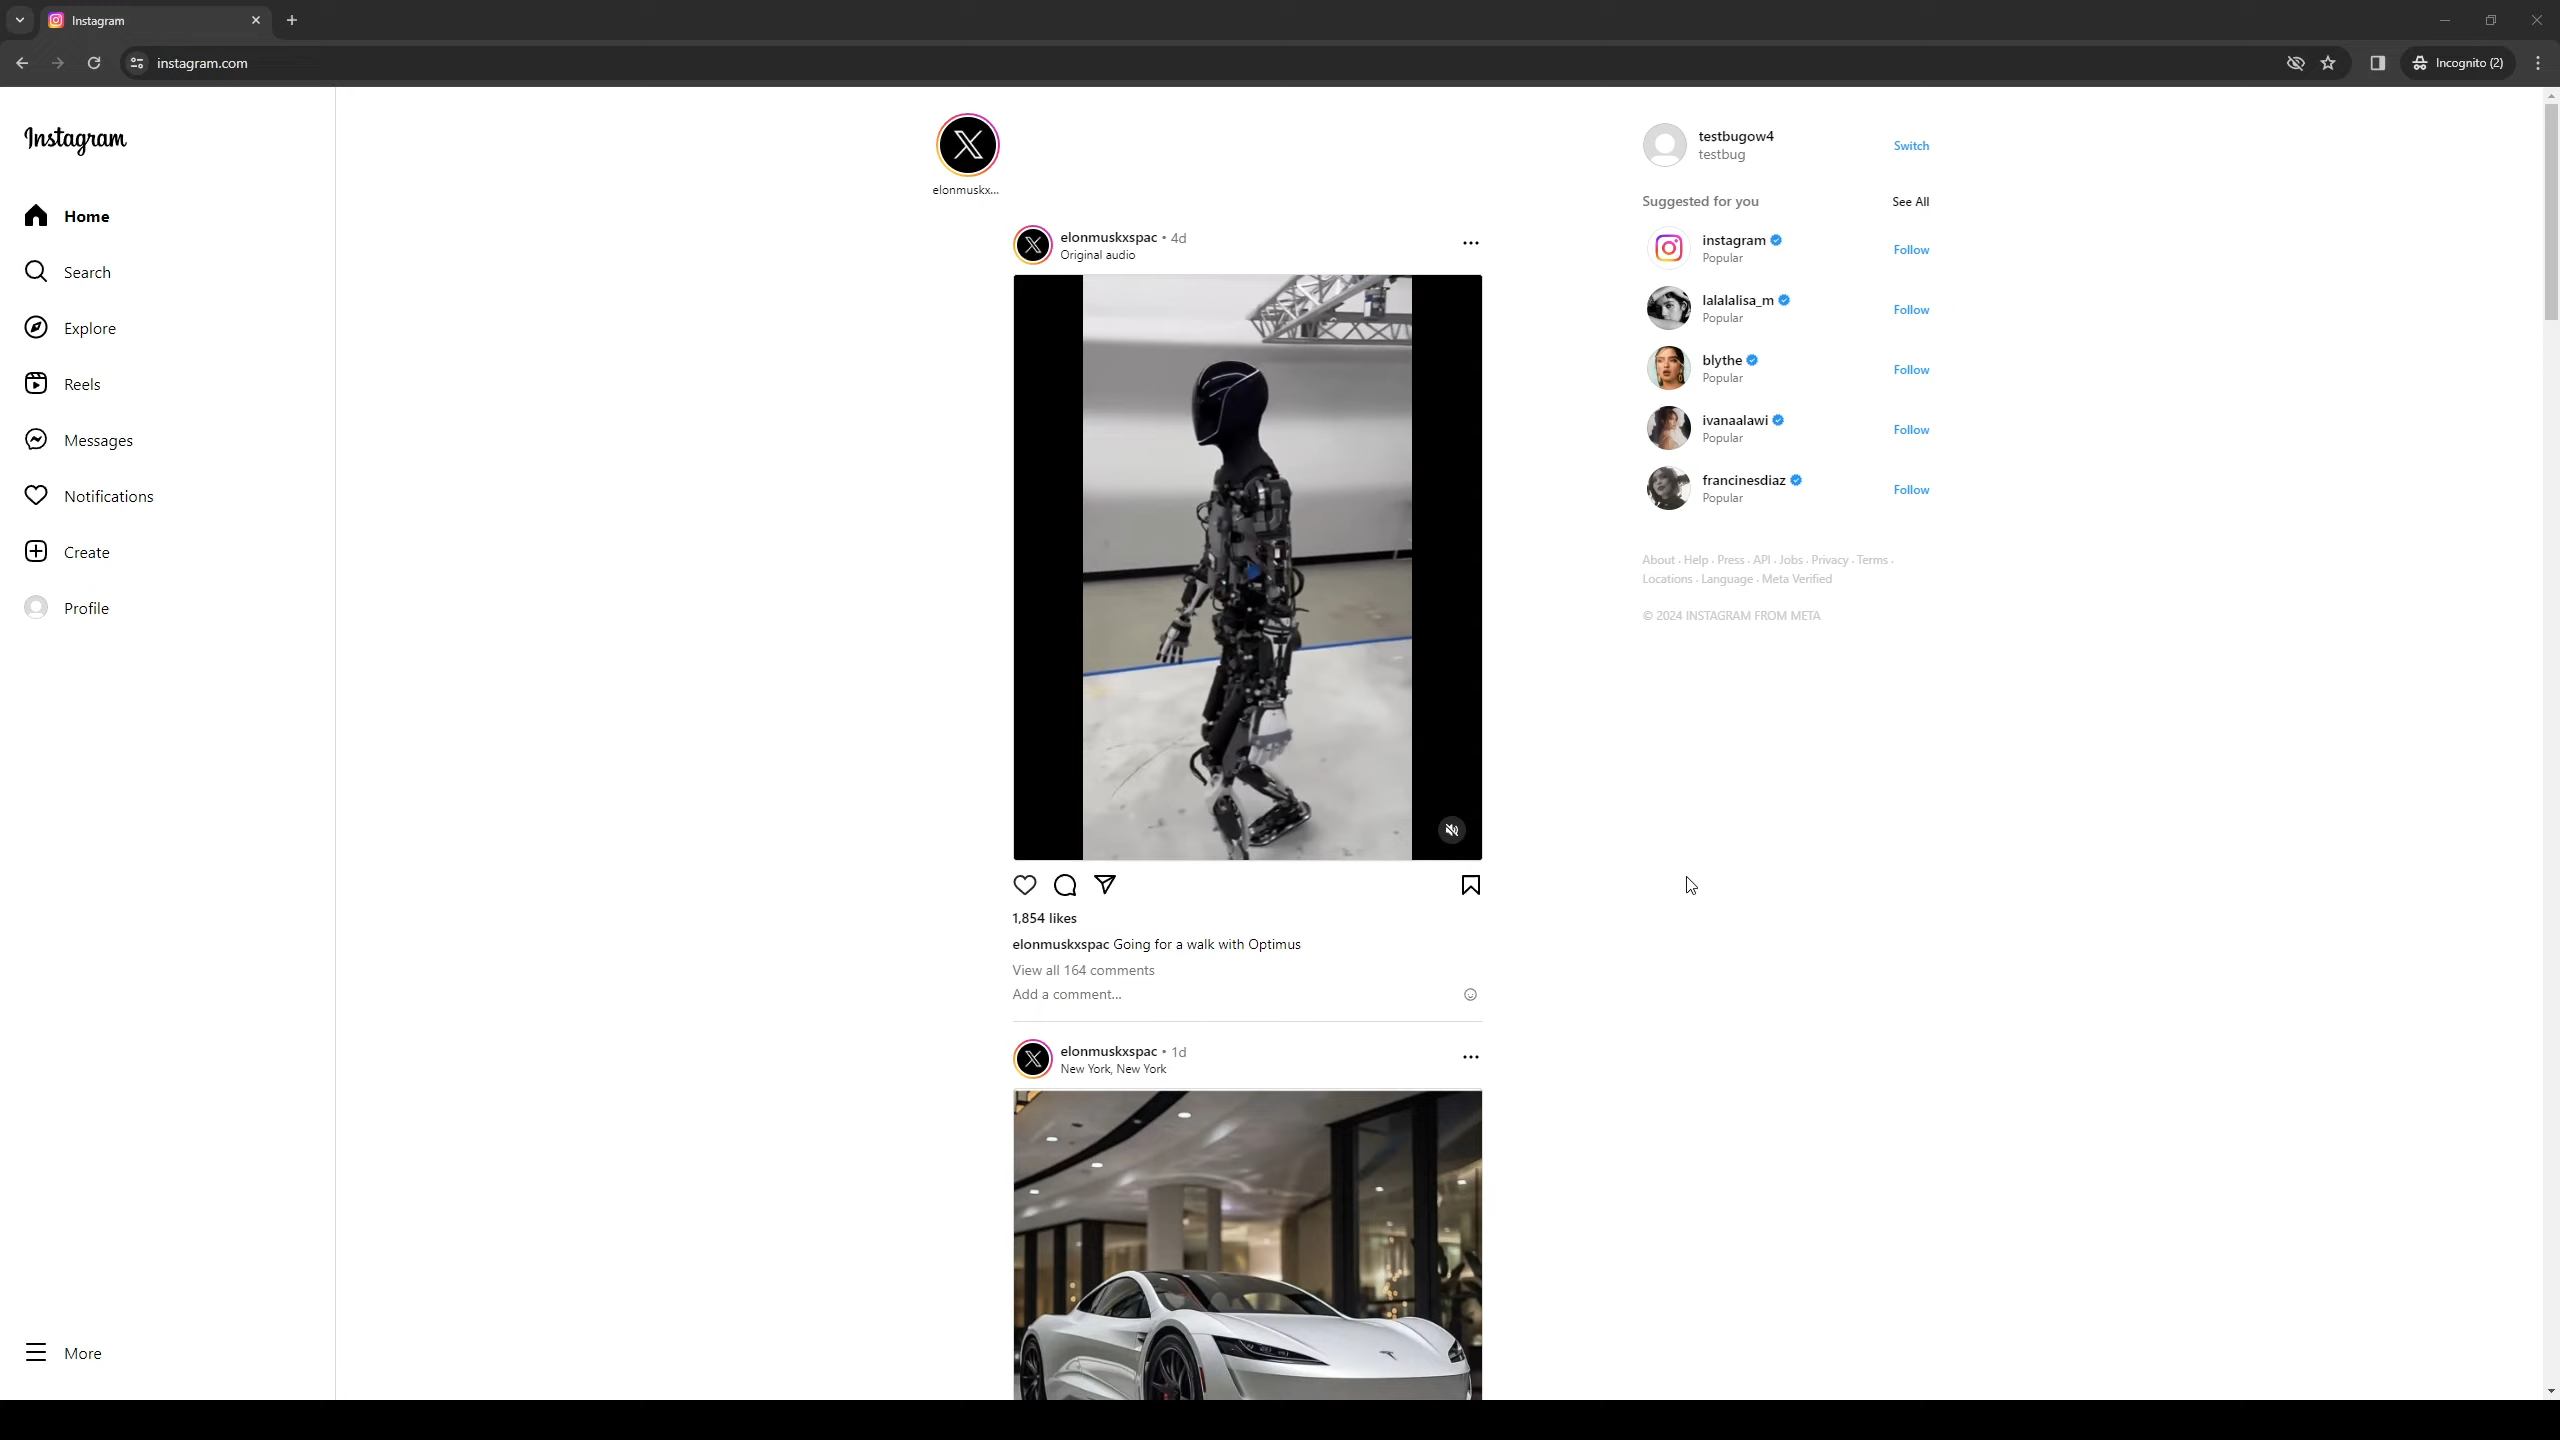 Instagram
instagram.com
Incognito (2)
Instagram
Home
Search
Explore
Reels
Messages
Notifications
Create
Profile
More
elonmuskx...
elonmuskxspac • 4d
Original audio
1,854 likes
elonmuskxspac Going for a walk with Optimus
View all 164 comments
Add a comment...
elonmuskxspac • 1d
New York, New York
testbugow4
testbug
Switch
Suggested for you
See All
instagram
Popular
Follow
lalalalisa_m
Popular
Follow
blythe
Popular
Follow
ivanaalawi
Popular
Follow
francinesdiaz
Popular
Follow
About · Help · Press · API · Jobs · Privacy · Terms ·
Locations · Language · Meta Verified
© 2024 INSTAGRAM FROM META